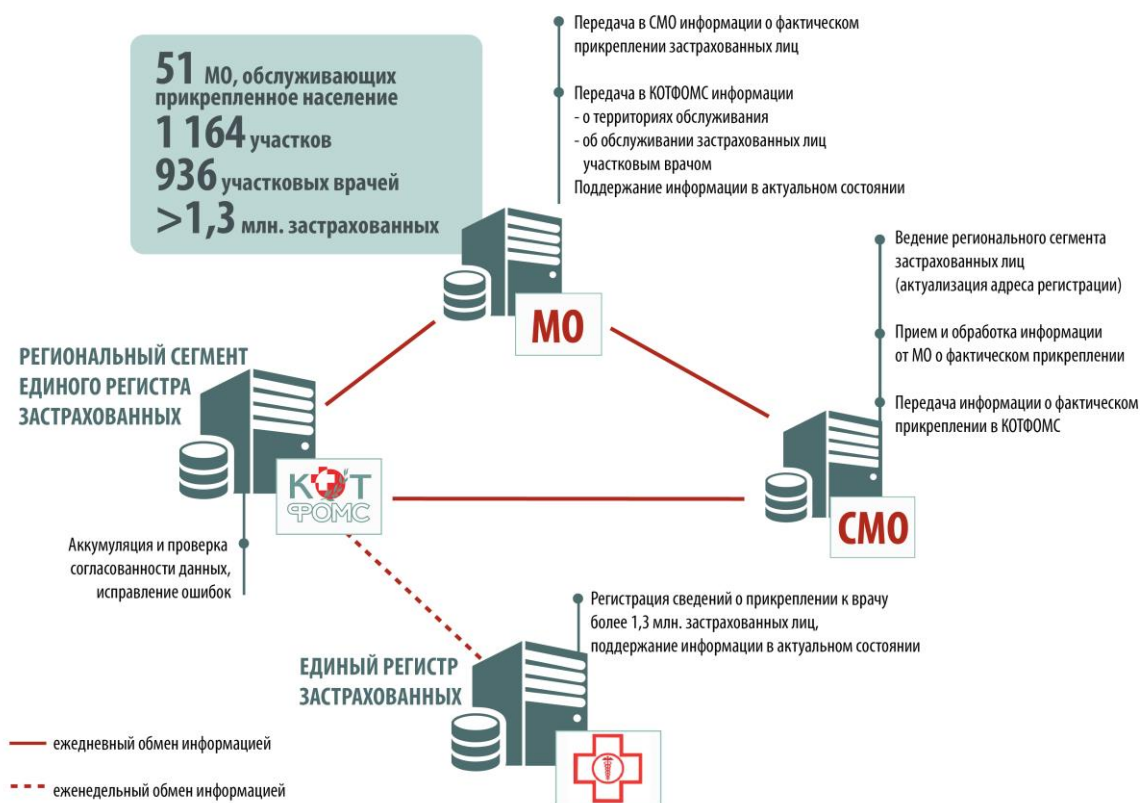 51 МО, обслуживающих
прикрепленное население
1 164 участков
936 участковых врачей
>1,3 млн. застрахованных
Передача в СМО информации о фактическом
прикреплении застрахованных лиц
Передача в КОТФОМС информации
- о территориях обслуживания
- об обслуживании застрахованных лиц
участковым врачом
Поддержание информации в актуальном состоянии
МО
Ведение регионального сегмента
застрахованных лиц
(актуализация адреса регистрации)
Прием и обработка информации
от МО о фактическом прикреплении
Передача информации о фактическом
прикреплении в КОТФОМС
СМО
РЕГИОНАЛЬНЫЙ СЕГМЕНТ
ЕДИНОГО РЕГИСТРА
ЗАСТРАХОВАННЫХ
КОТ
ФОМС
Аккумуляция и проверка
согласованности данных,
исправление ошибок
Регистрация сведений о прикреплении к врачу
более 1,3 млн. застрахованных лиц,
поддержание информации в актуальном состоянии
ЕДИНЫЙ РЕГИСТР
ЗАСТРАХОВАННЫХ
ежедневный обмен информацией
еженедельный обмен информацией